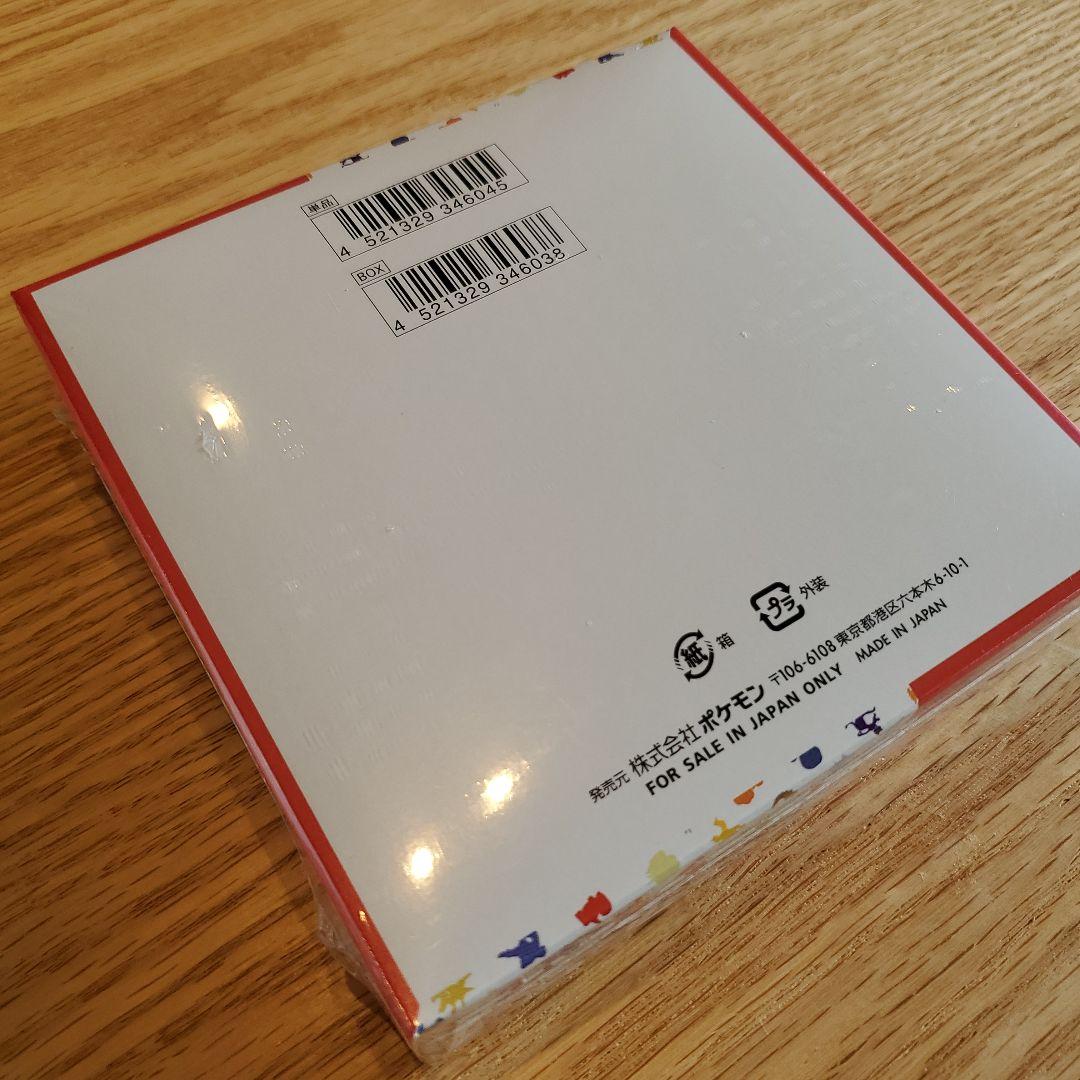 単品
4 521329 346045
BOX
4 521329 346038
紙 箱
プラ 外装
発売元 株式会社ポケモン 〒106-6108 東京都港区六本木6-10-1
FOR SALE IN JAPAN ONLY MADE IN JAPAN